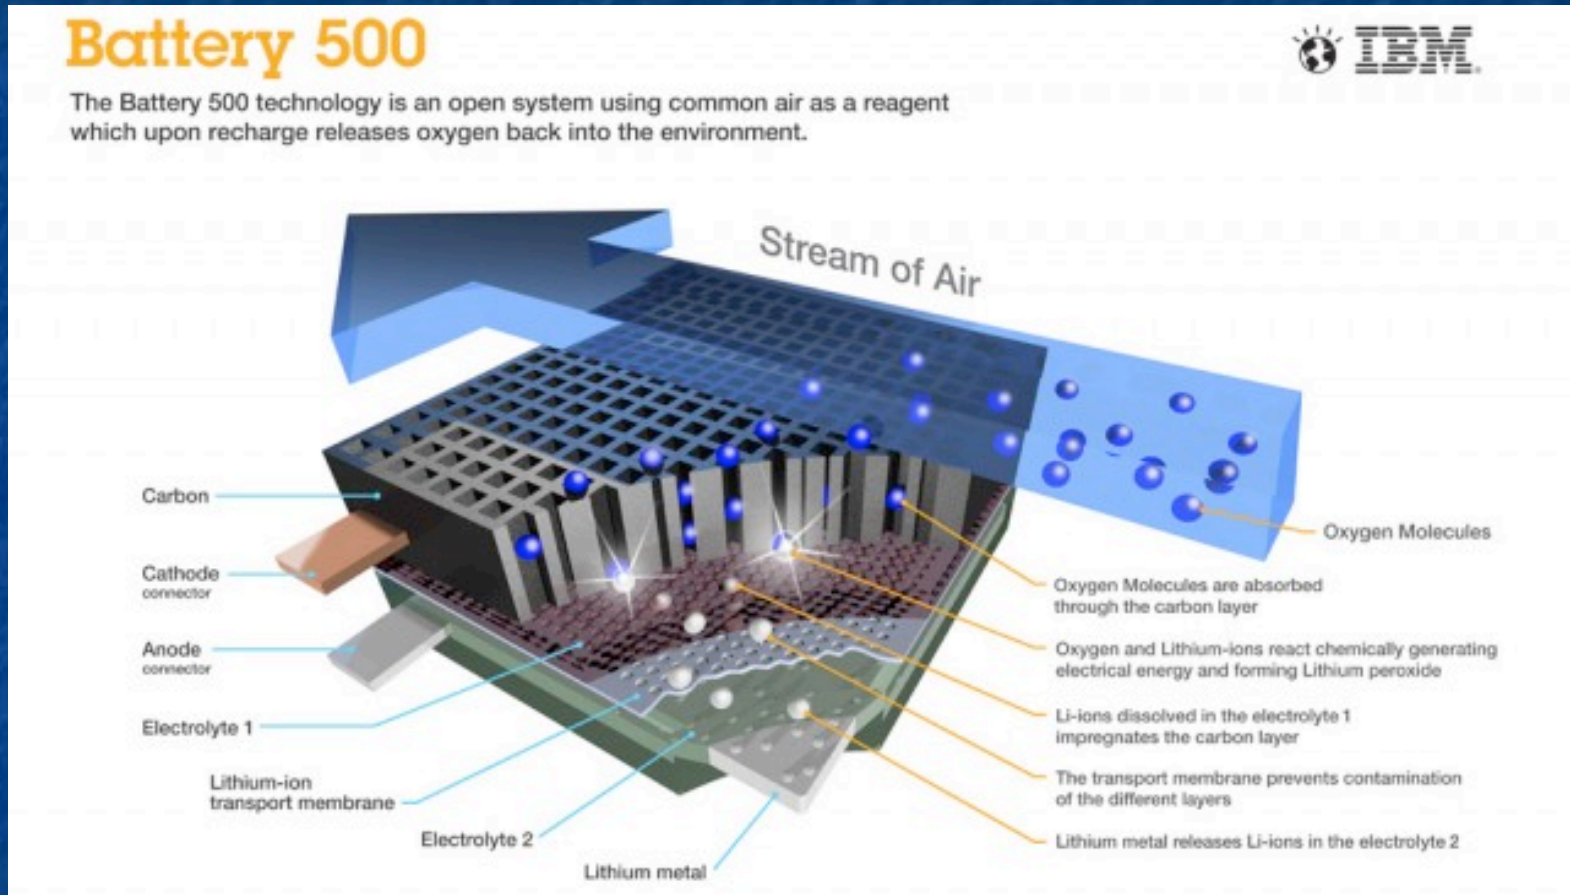 Battery 500
IBM
The Battery 500 technology is an open system using common air as a reagent
which upon recharge releases oxygen back into the environment.
Stream of Air
Carbon
Cathode
connector
Anode
connector
Electrolyte 1
Lithium-ion
transport membrane
Electrolyte 2
Lithium metal
Oxygen Molecules
Oxygen Molecules are absorbed
through the carbon layer
Oxygen and Lithium-ions react chemically generating
electrical energy and forming Lithium peroxide
Li-ions dissolved in the electrolyte 1
impregnates the carbon layer
The transport membrane prevents contamination
of the different layers
Lithium metal releases Li-ions in the electrolyte 2